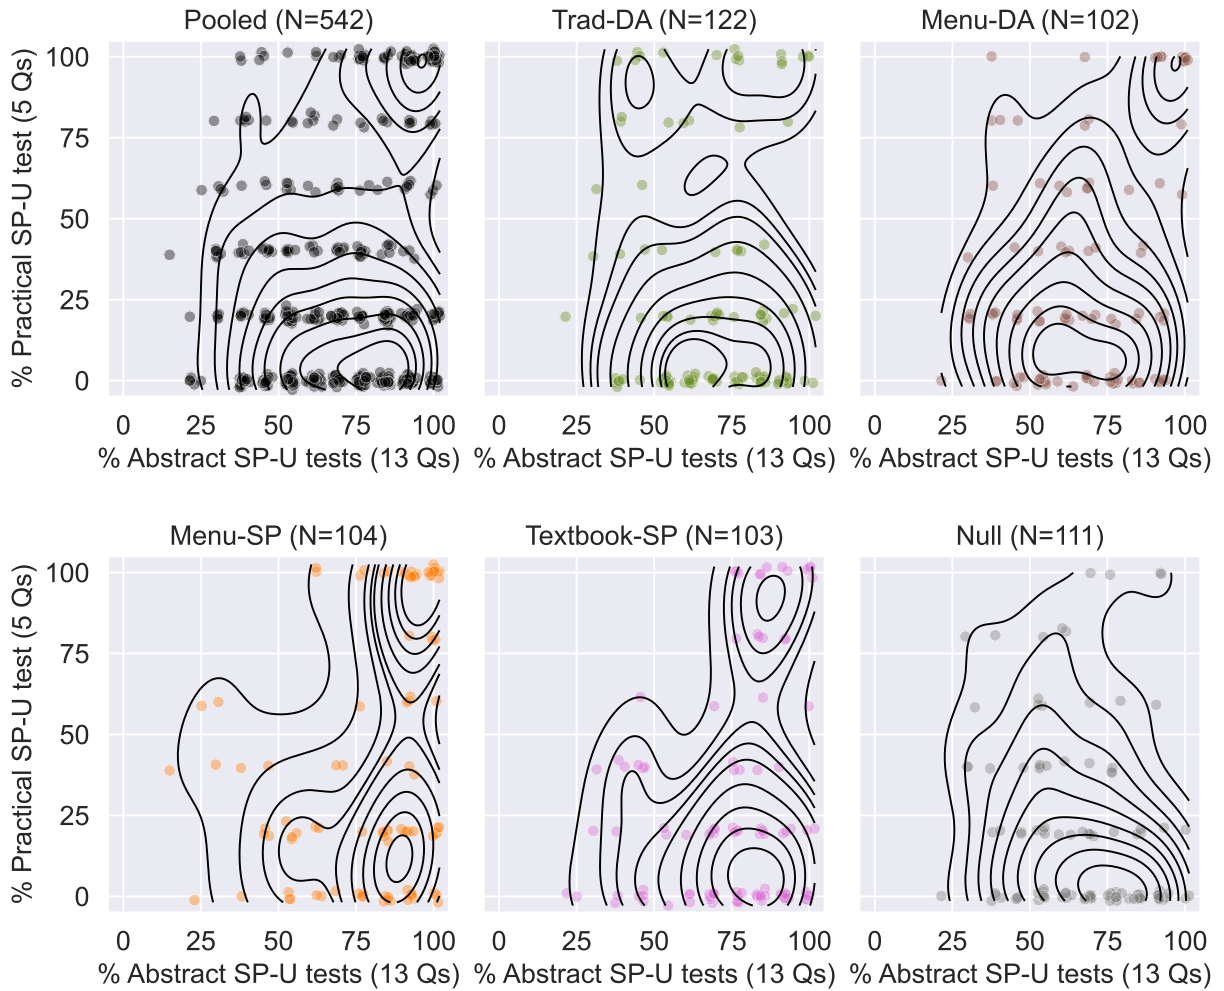 Pooled (N=542) Trad-DA (N=122) Menu-DA (N=102)
% Practical SP-U test (5 Qs)
100
75
50
25
0
0 25 50 75 100 0 25 50 75 100 0 25 50 75 100
% Abstract SP-U tests (13 Qs) % Abstract SP-U tests (13 Qs) % Abstract SP-U tests (13 Qs)
Menu-SP (N=104) Textbook-SP (N=103) Null (N=111)
% Practical SP-U test (5 Qs)
100
75
50
25
0
0 25 50 75 100 0 25 50 75 100 0 25 50 75 100
% Abstract SP-U tests (13 Qs) % Abstract SP-U tests (13 Qs) % Abstract SP-U tests (13 Qs)